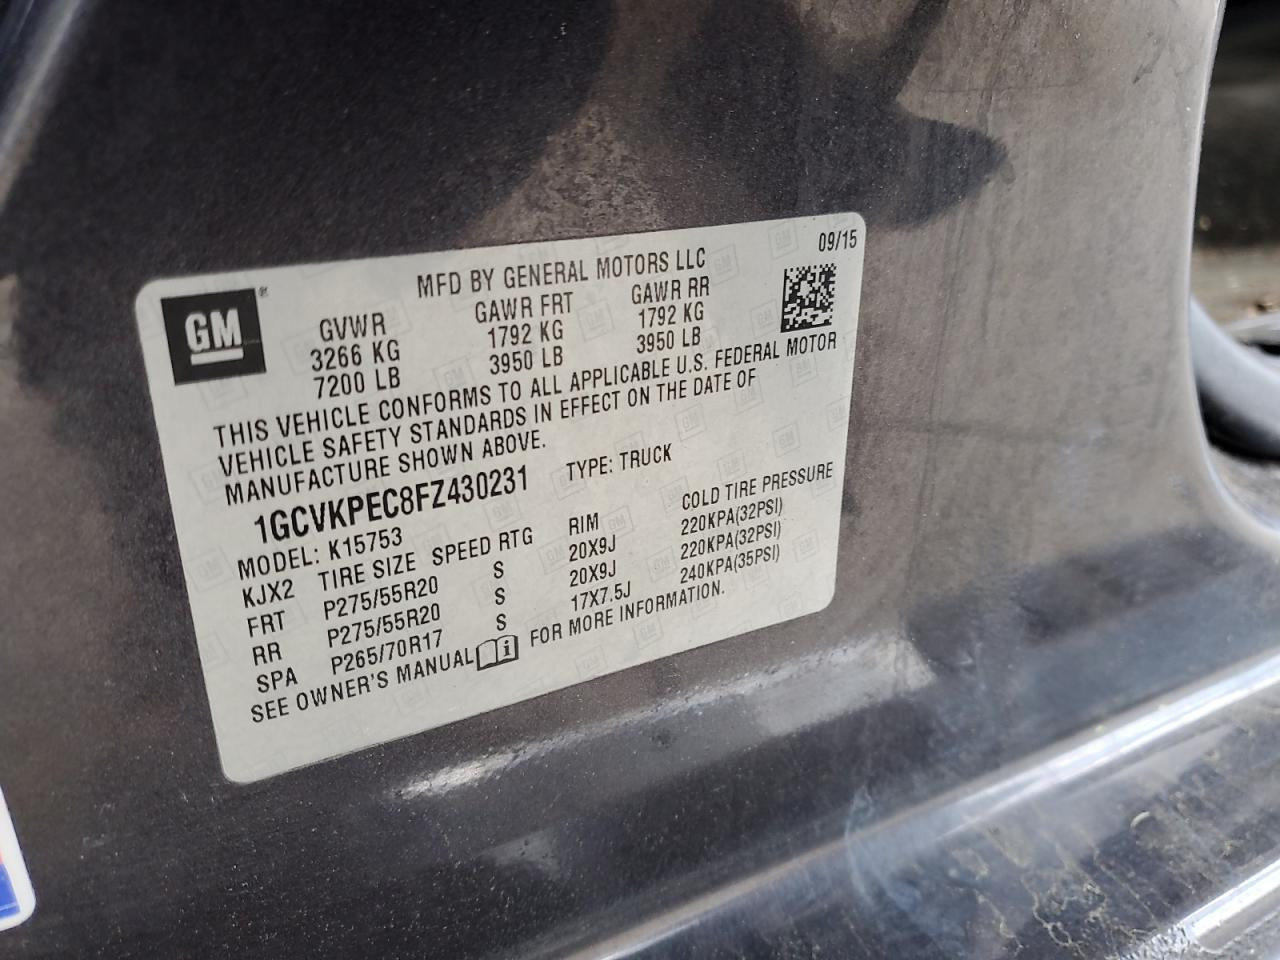 09/15
MFD BY GENERAL MOTORS LLC
GM®
GVWR GAWR FRT GAWR RR
3266 KG 1792 KG 1792 KG
7200 LB 3950 LB 3950 LB
THIS VEHICLE CONFORMS TO ALL APPLICABLE U.S. FEDERAL MOTOR
VEHICLE SAFETY STANDARDS IN EFFECT ON THE DATE OF
MANUFACTURE SHOWN ABOVE.
1GCVKPEC8FZ430231 TYPE: TRUCK
MODEL: K15753
KJX2 TIRE SIZE SPEED RTG RIM COLD TIRE PRESSURE
FRT P275/55R20 S 20X9J 220KPA(32PSI)
RR P275/55R20 S 20X9J 220KPA(32PSI)
SPA P265/70R17 S 17X7.5J 240KPA(35PSI)
SEE OWNER'S MANUAL FOR MORE INFORMATION.